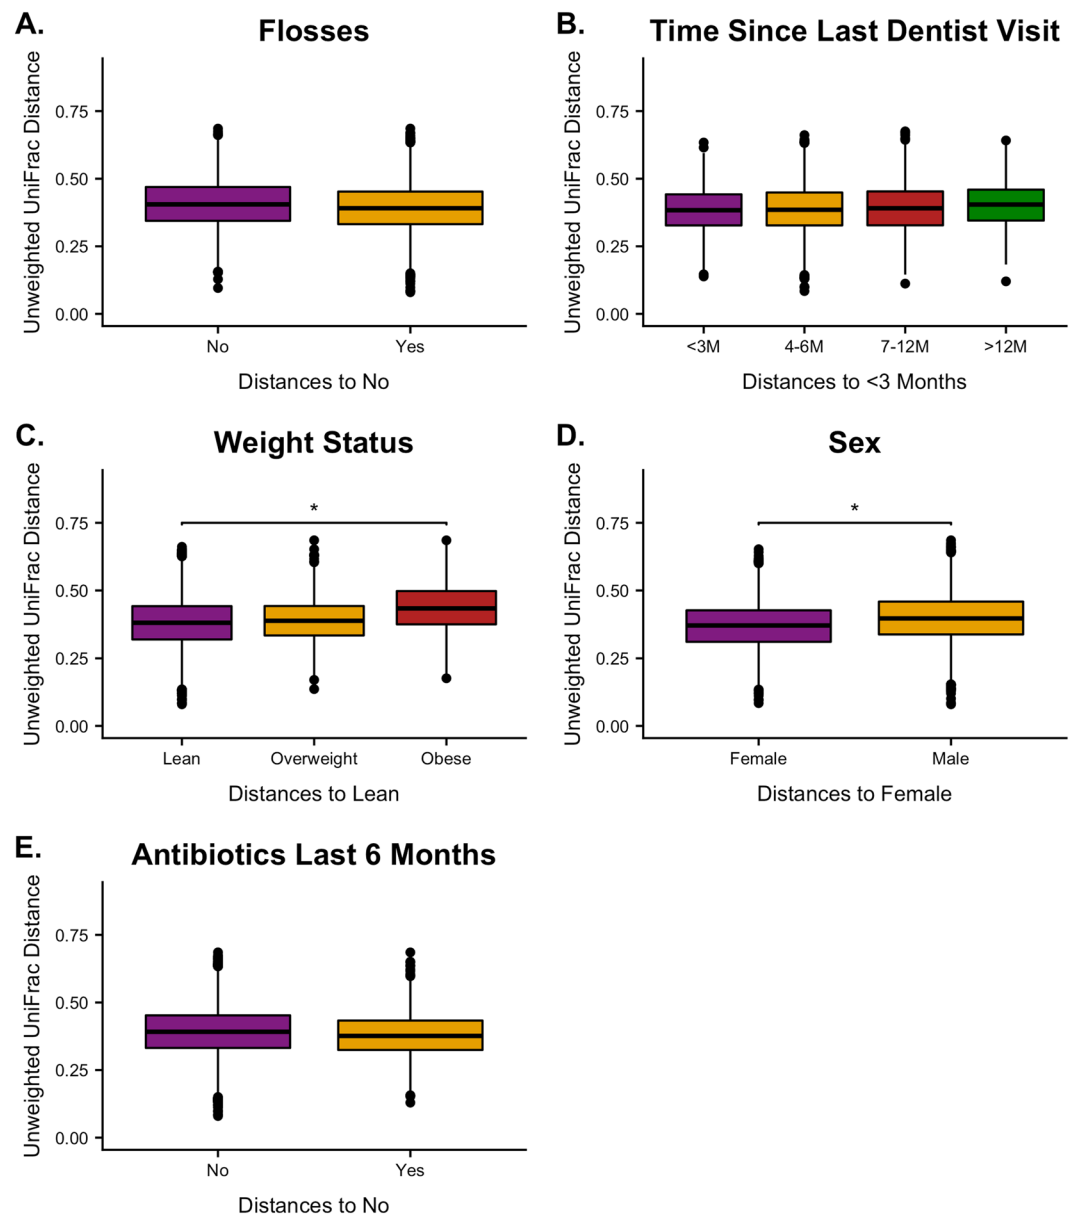 A.
Flosses
Unweighted UniFrac Distance
0.75
0.50
0.25
0.00
No Yes
Distances to No
B.
Time Since Last Dentist Visit
Unweighted UniFrac Distance
0.75
0.50
0.25
0.00
<3M 4-6M 7-12M >12M
Distances to <3 Months
C.
Weight Status
Unweighted UniFrac Distance
*
0.75
0.50
0.25
0.00
Lean Overweight Obese
Distances to Lean
D.
Sex
Unweighted UniFrac Distance
*
0.75
0.50
0.25
0.00
Female Male
Distances to Female
E.
Antibiotics Last 6 Months
Unweighted UniFrac Distance
0.75
0.50
0.25
0.00
No Yes
Distances to No